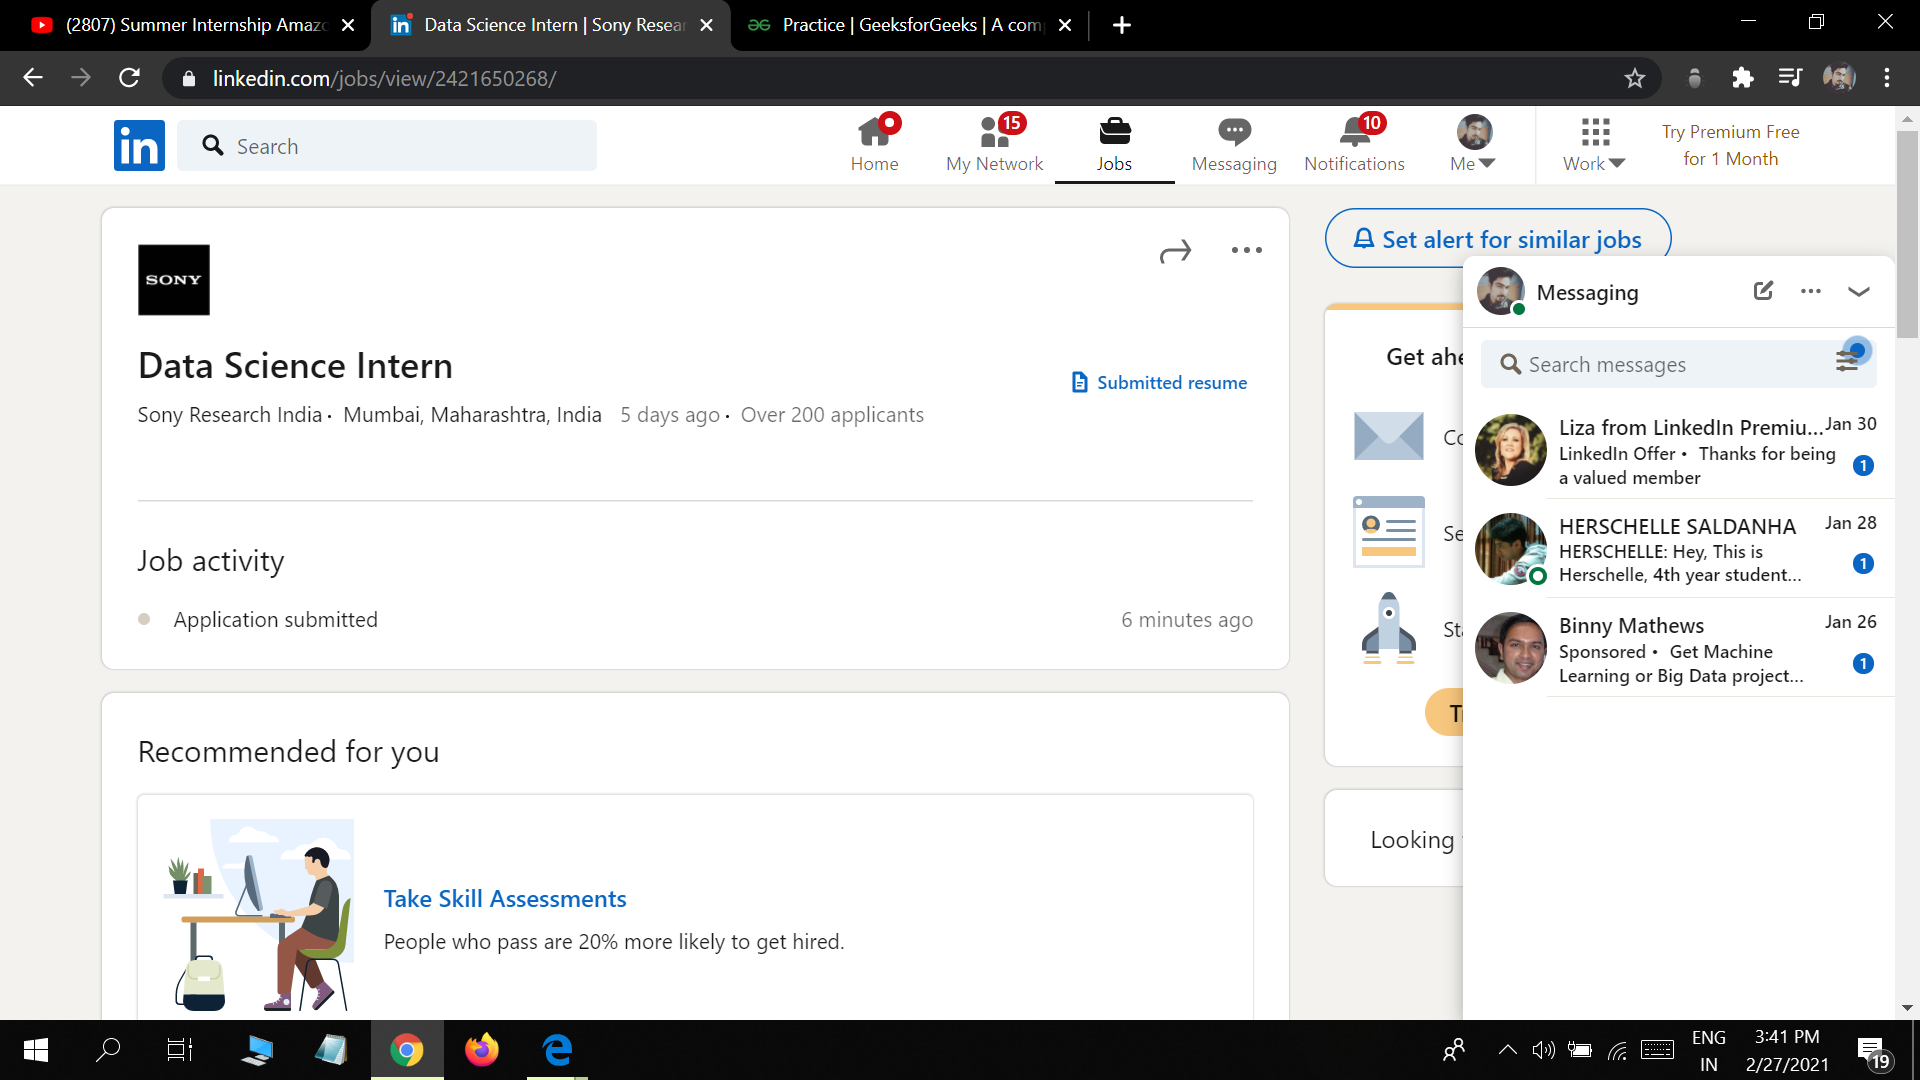 (2807) Summer Internship Amazo
Data Science Intern | Sony Resear
Practice | GeeksforGeeks | A com
linkedin.com/jobs/view/2421650268/
in
Search
Home
15
My Network
Jobs
Messaging
10
Notifications
Me
Work
Try Premium Free
for 1 Month
SONY
Data Science Intern
Sony Research India · Mumbai, Maharashtra, India 5 days ago · Over 200 applicants
Submitted resume
Job activity
Application submitted
6 minutes ago
Recommended for you
Take Skill Assessments
People who pass are 20% more likely to get hired.
Set alert for similar jobs
Get ahe
Co
Se
Sta
Looking
Messaging
Search messages
Liza from LinkedIn Premiu...
Jan 30
LinkedIn Offer • Thanks for being
a valued member
1
HERSCHELLE SALDANHA
Jan 28
HERSCHELLE: Hey, This is
Herschelle, 4th year student...
1
Binny Mathews
Jan 26
Sponsored • Get Machine
Learning or Big Data project...
1
ENG
IN
3:41 PM
2/27/2021
19